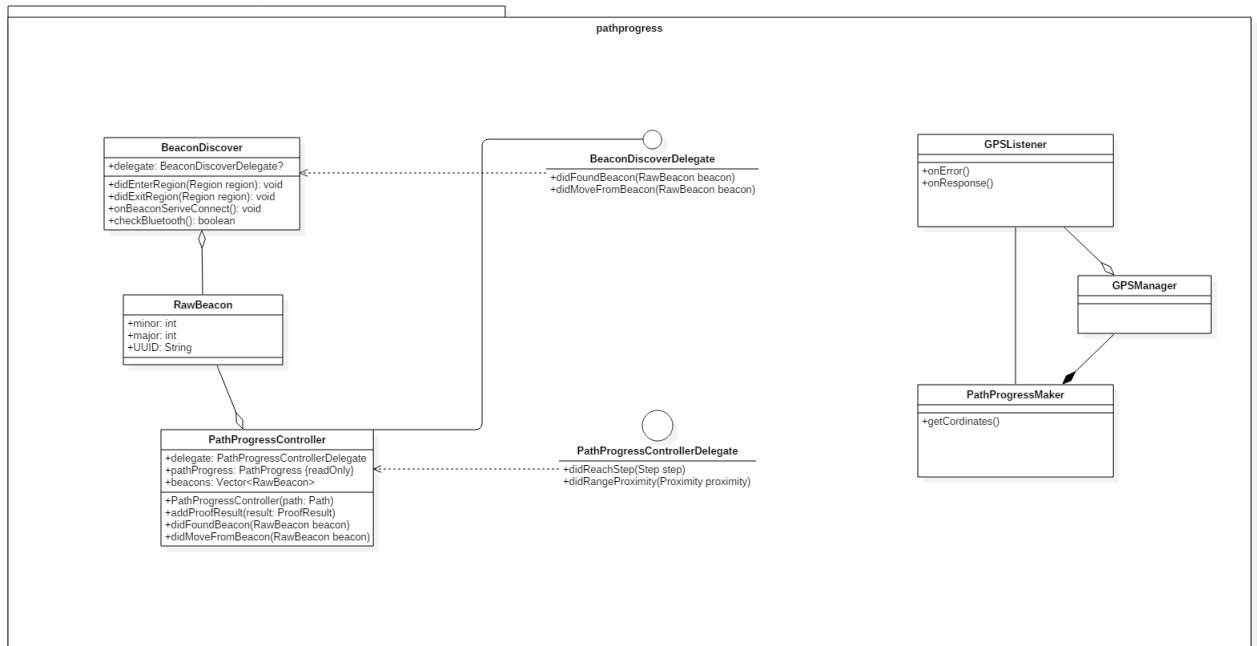 pathprogress
BeaconDiscover
+delegate: BeaconDiscoverDelegate?
+didEnterRegion(Region region): void
+didExitRegion(Region region): void
+onBeaconSeriveConnect(): void
+checkBluetooth(): boolean
BeaconDiscoverDelegate
+didFoundBeacon(RawBeacon beacon)
+didMoveFromBeacon(RawBeacon beacon)
GPSListener
+onError()
+onResponse()
RawBeacon
+minor: int
+major: int
+UUID: String
GPSManager
PathProgressController
+delegate: PathProgressControllerDelegate
+pathProgress: PathProgress {readOnly}
+beacons: Vector<RawBeacon>
+PathProgressController(path: Path)
+addProofResult(result: ProofResult)
+didFoundBeacon(RawBeacon beacon)
+didMoveFromBeacon(RawBeacon beacon)
PathProgressControllerDelegate
+didReachStep(Step step)
+didRangeProximity(Proximity proximity)
PathProgressMaker
+getCordinates()